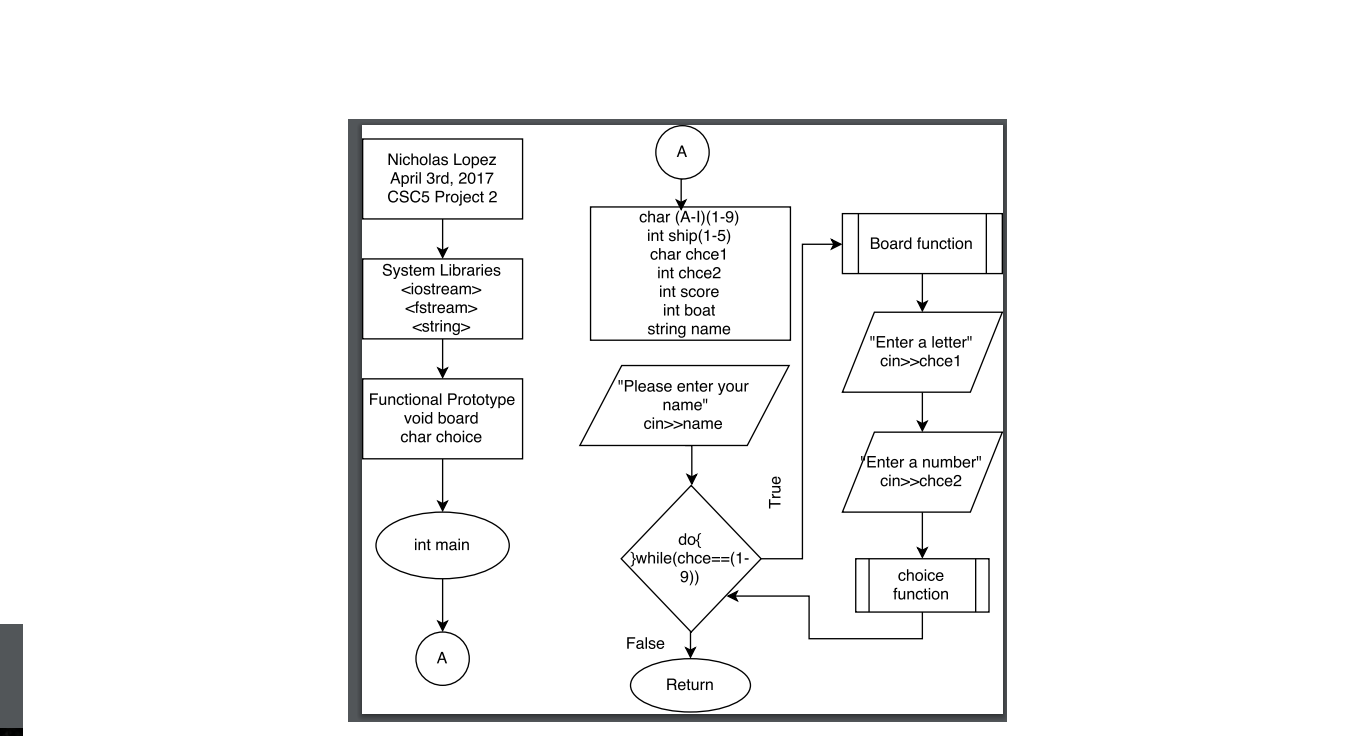 Nicholas Lopez
April 3rd, 2017
CSC5 Project 2
System Libraries
<iostream>
<fstream>
<string>
Functional Prototype
void board
char choice
int main
A
A
char (A-I)(1-9)
int ship(1-5)
char chce1
int chce2
int score
int boat
string name
"Please enter your
name"
cin>>name
do{
}while(chce==(1-
9))
True
False
Return
Board function
"Enter a letter"
cin>>chce1
"Enter a number"
cin>>chce2
choice
function